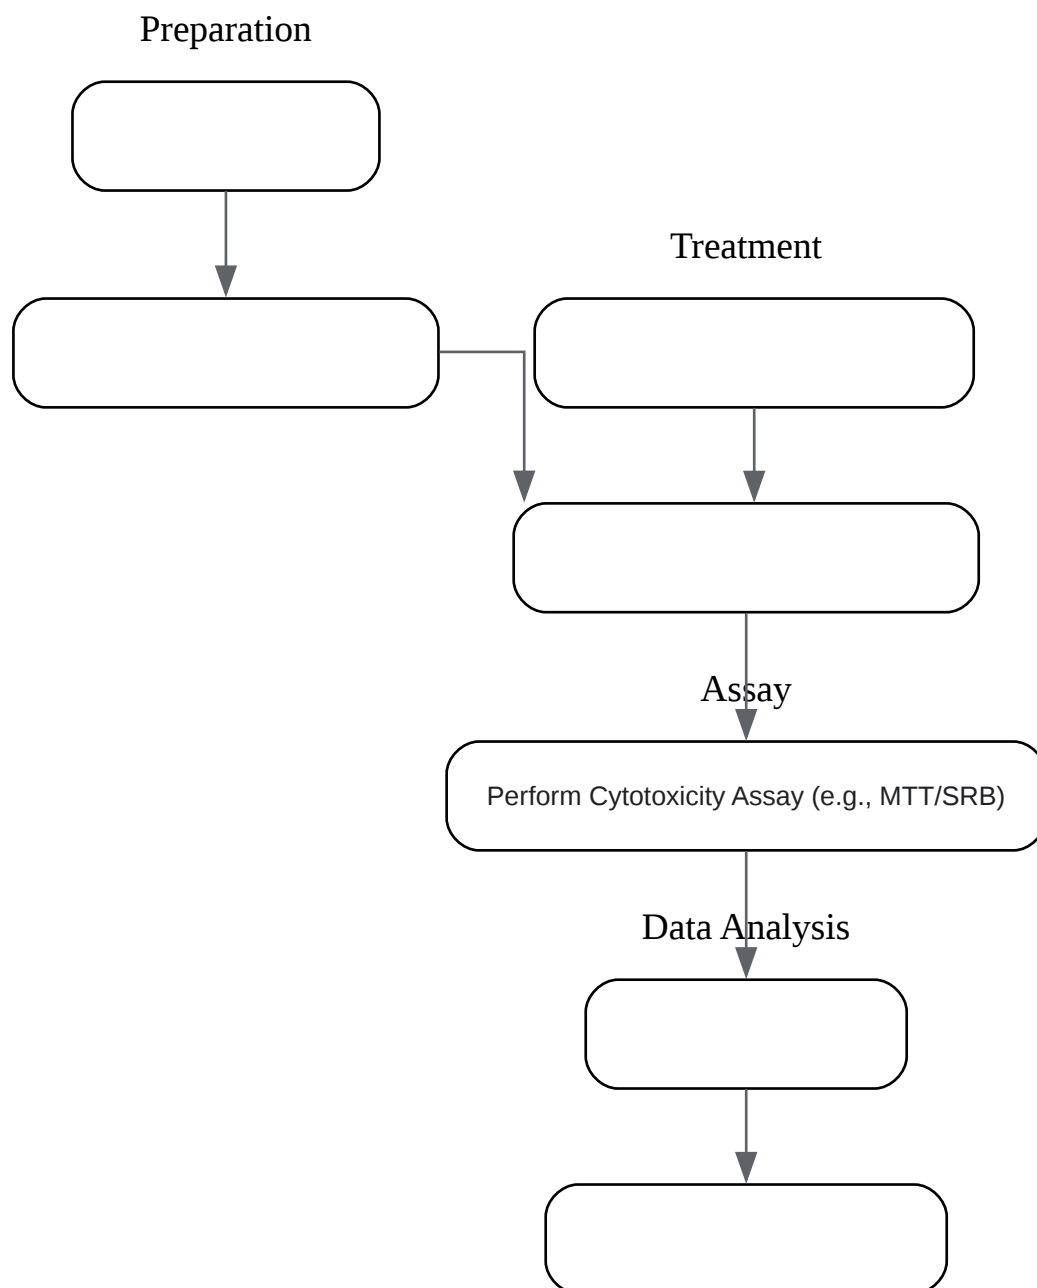 Preparation
Treatment
Assay
Perform Cytotoxicity Assay (e.g., MTT/SRB)
Data Analysis